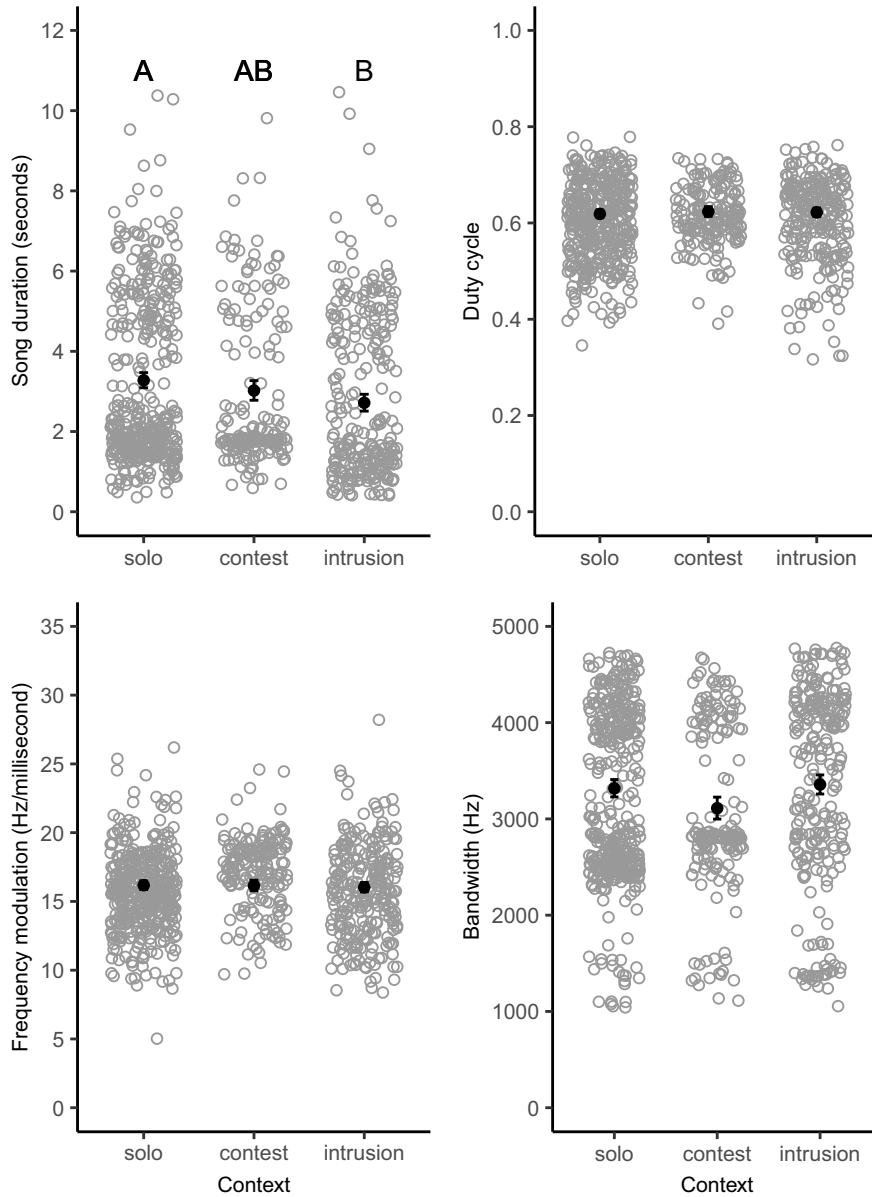 Song duration (seconds)
12
10
8
6
4
2
0
A AB B
solo contest intrusion
Duty cycle
1.0
0.8
0.6
0.4
0.2
0.0
solo contest intrusion
Frequency modulation (Hz/millisecond)
35
30
25
20
15
10
5
0
solo contest intrusion
Context
Bandwidth (Hz)
5000
4000
3000
2000
1000
0
solo contest intrusion
Context